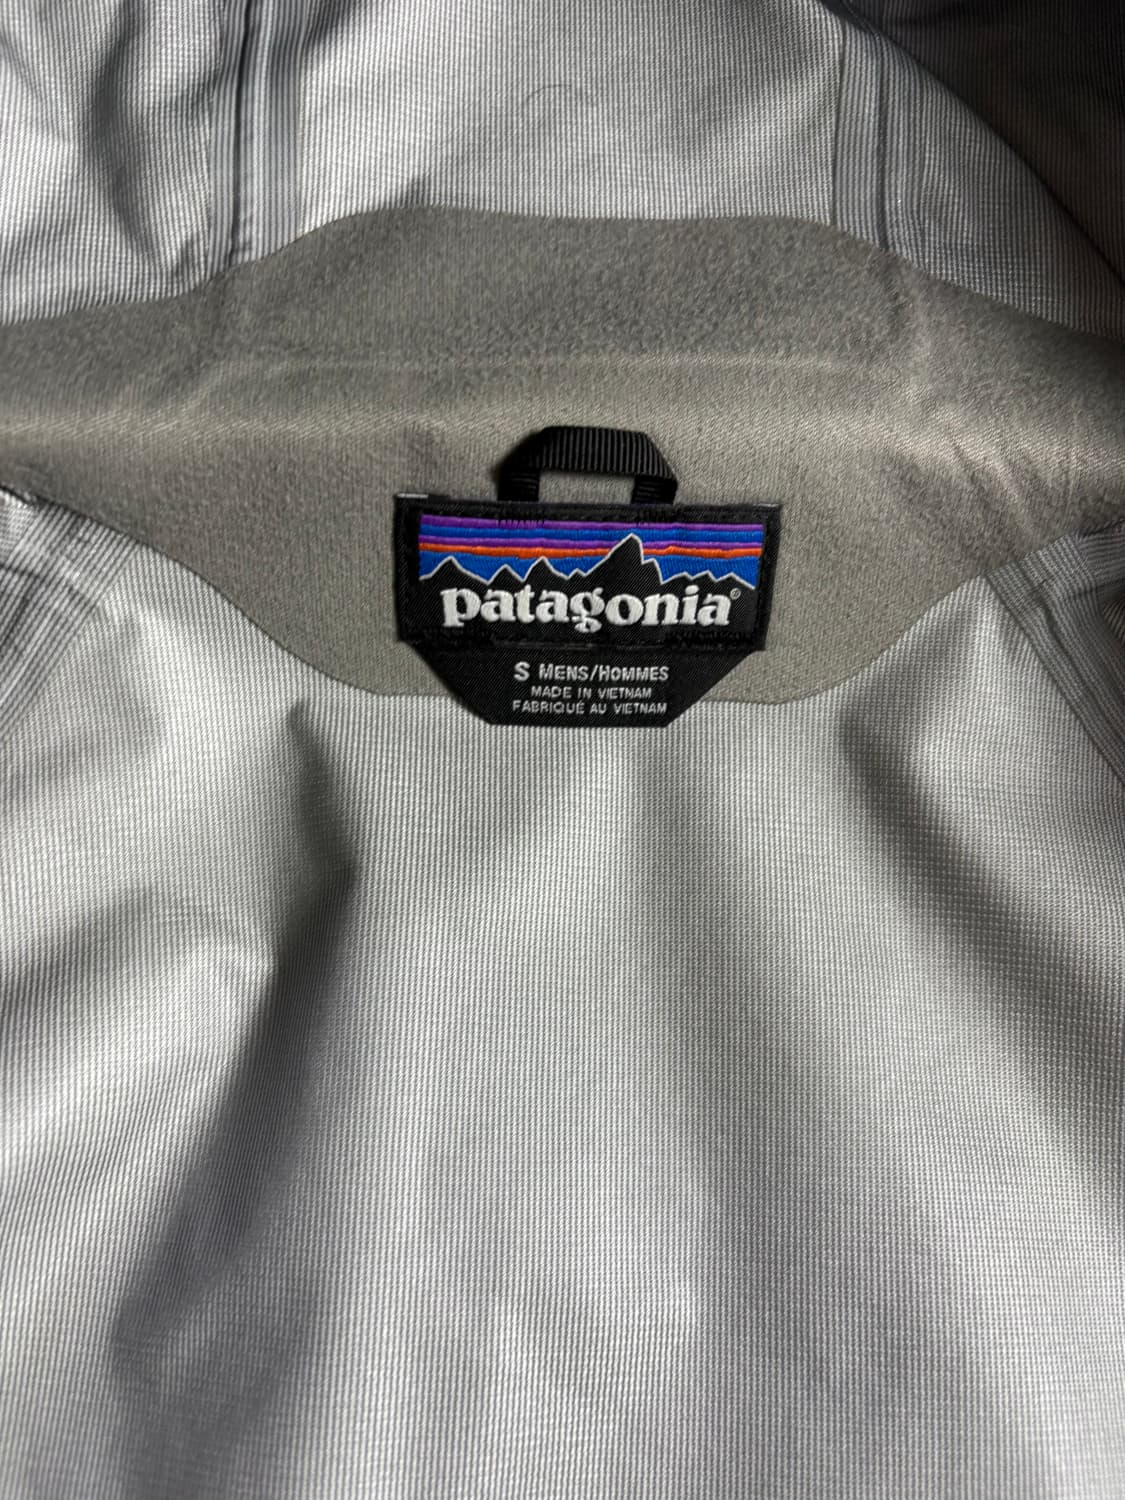 patagonia®
S MENS/HOMMES
MADE IN VIETNAM
FABRIQUÉ AU VIETNAM